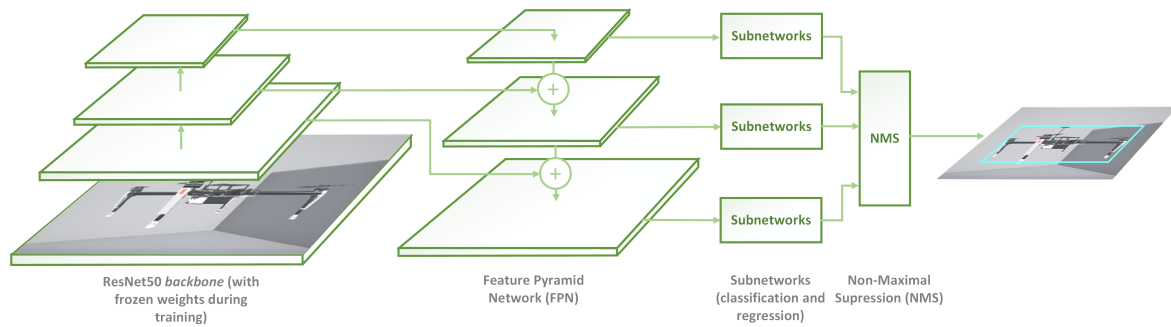 Subnetworks
Subnetworks
NMS
Subnetworks
ResNet50 backbone (with
frozen weights during
training)
Feature Pyramid
Network (FPN)
Subnetworks
(classification and
regression)
Non-Maximal
Supression (NMS)